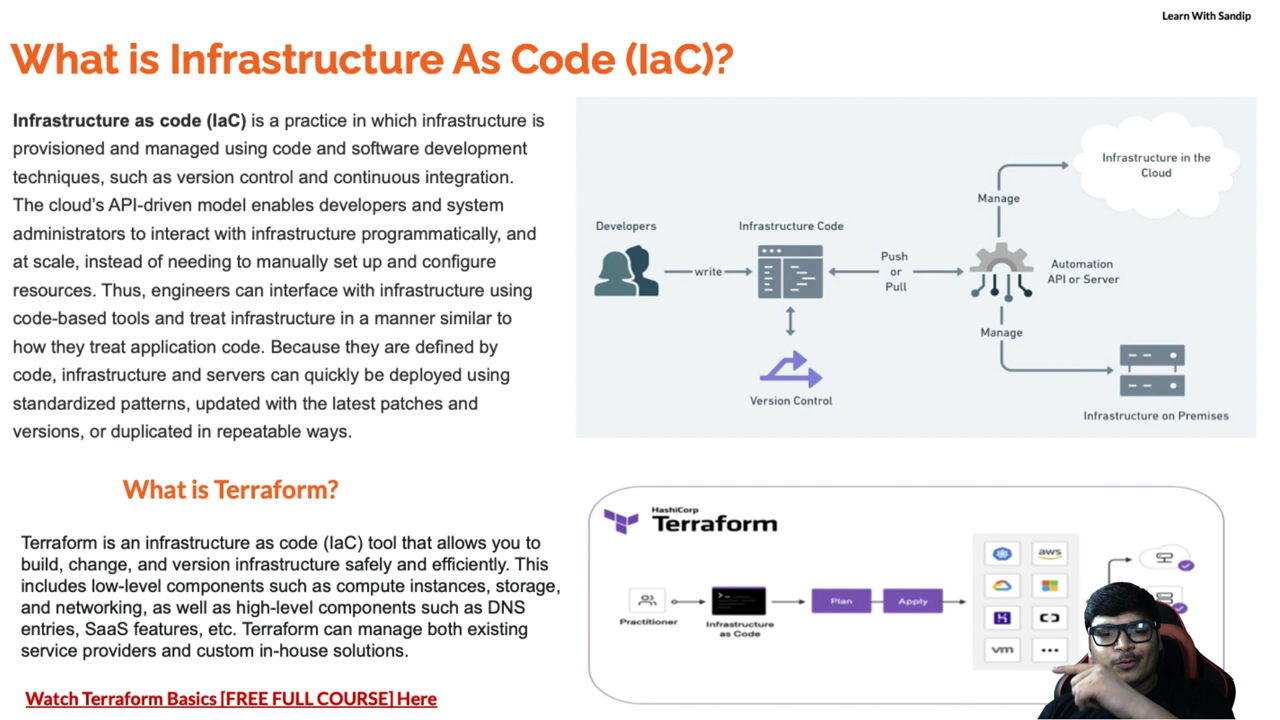 Learn With Sandip
What is Infrastructure As Code (IaC)?
Infrastructure as code (IaC) is a practice in which infrastructure is
provisioned and managed using code and software development
techniques, such as version control and continuous integration.
The cloud’s API-driven model enables developers and system
administrators to interact with infrastructure programmatically, and
at scale, instead of needing to manually set up and configure
resources. Thus, engineers can interface with infrastructure using
code-based tools and treat infrastructure in a manner similar to
how they treat application code. Because they are defined by
code, infrastructure and servers can quickly be deployed using
standardized patterns, updated with the latest patches and
versions, or duplicated in repeatable ways.
Developers
write
Infrastructure Code
Version Control
Push
or
Pull
Manage
Infrastructure in the
Cloud
Automation
API or Server
Manage
Infrastructure on Premises
What is Terraform?
Terraform is an infrastructure as code (IaC) tool that allows you to
build, change, and version infrastructure safely and efficiently. This
includes low-level components such as compute instances, storage,
and networking, as well as high-level components such as DNS
entries, SaaS features, etc. Terraform can manage both existing
service providers and custom in-house solutions.
Watch Terraform Basics [FREE FULL COURSE] Here
HashiCorp
Terraform
Practitioner
Infrastructure
as Code
Plan
Apply
aws
vm